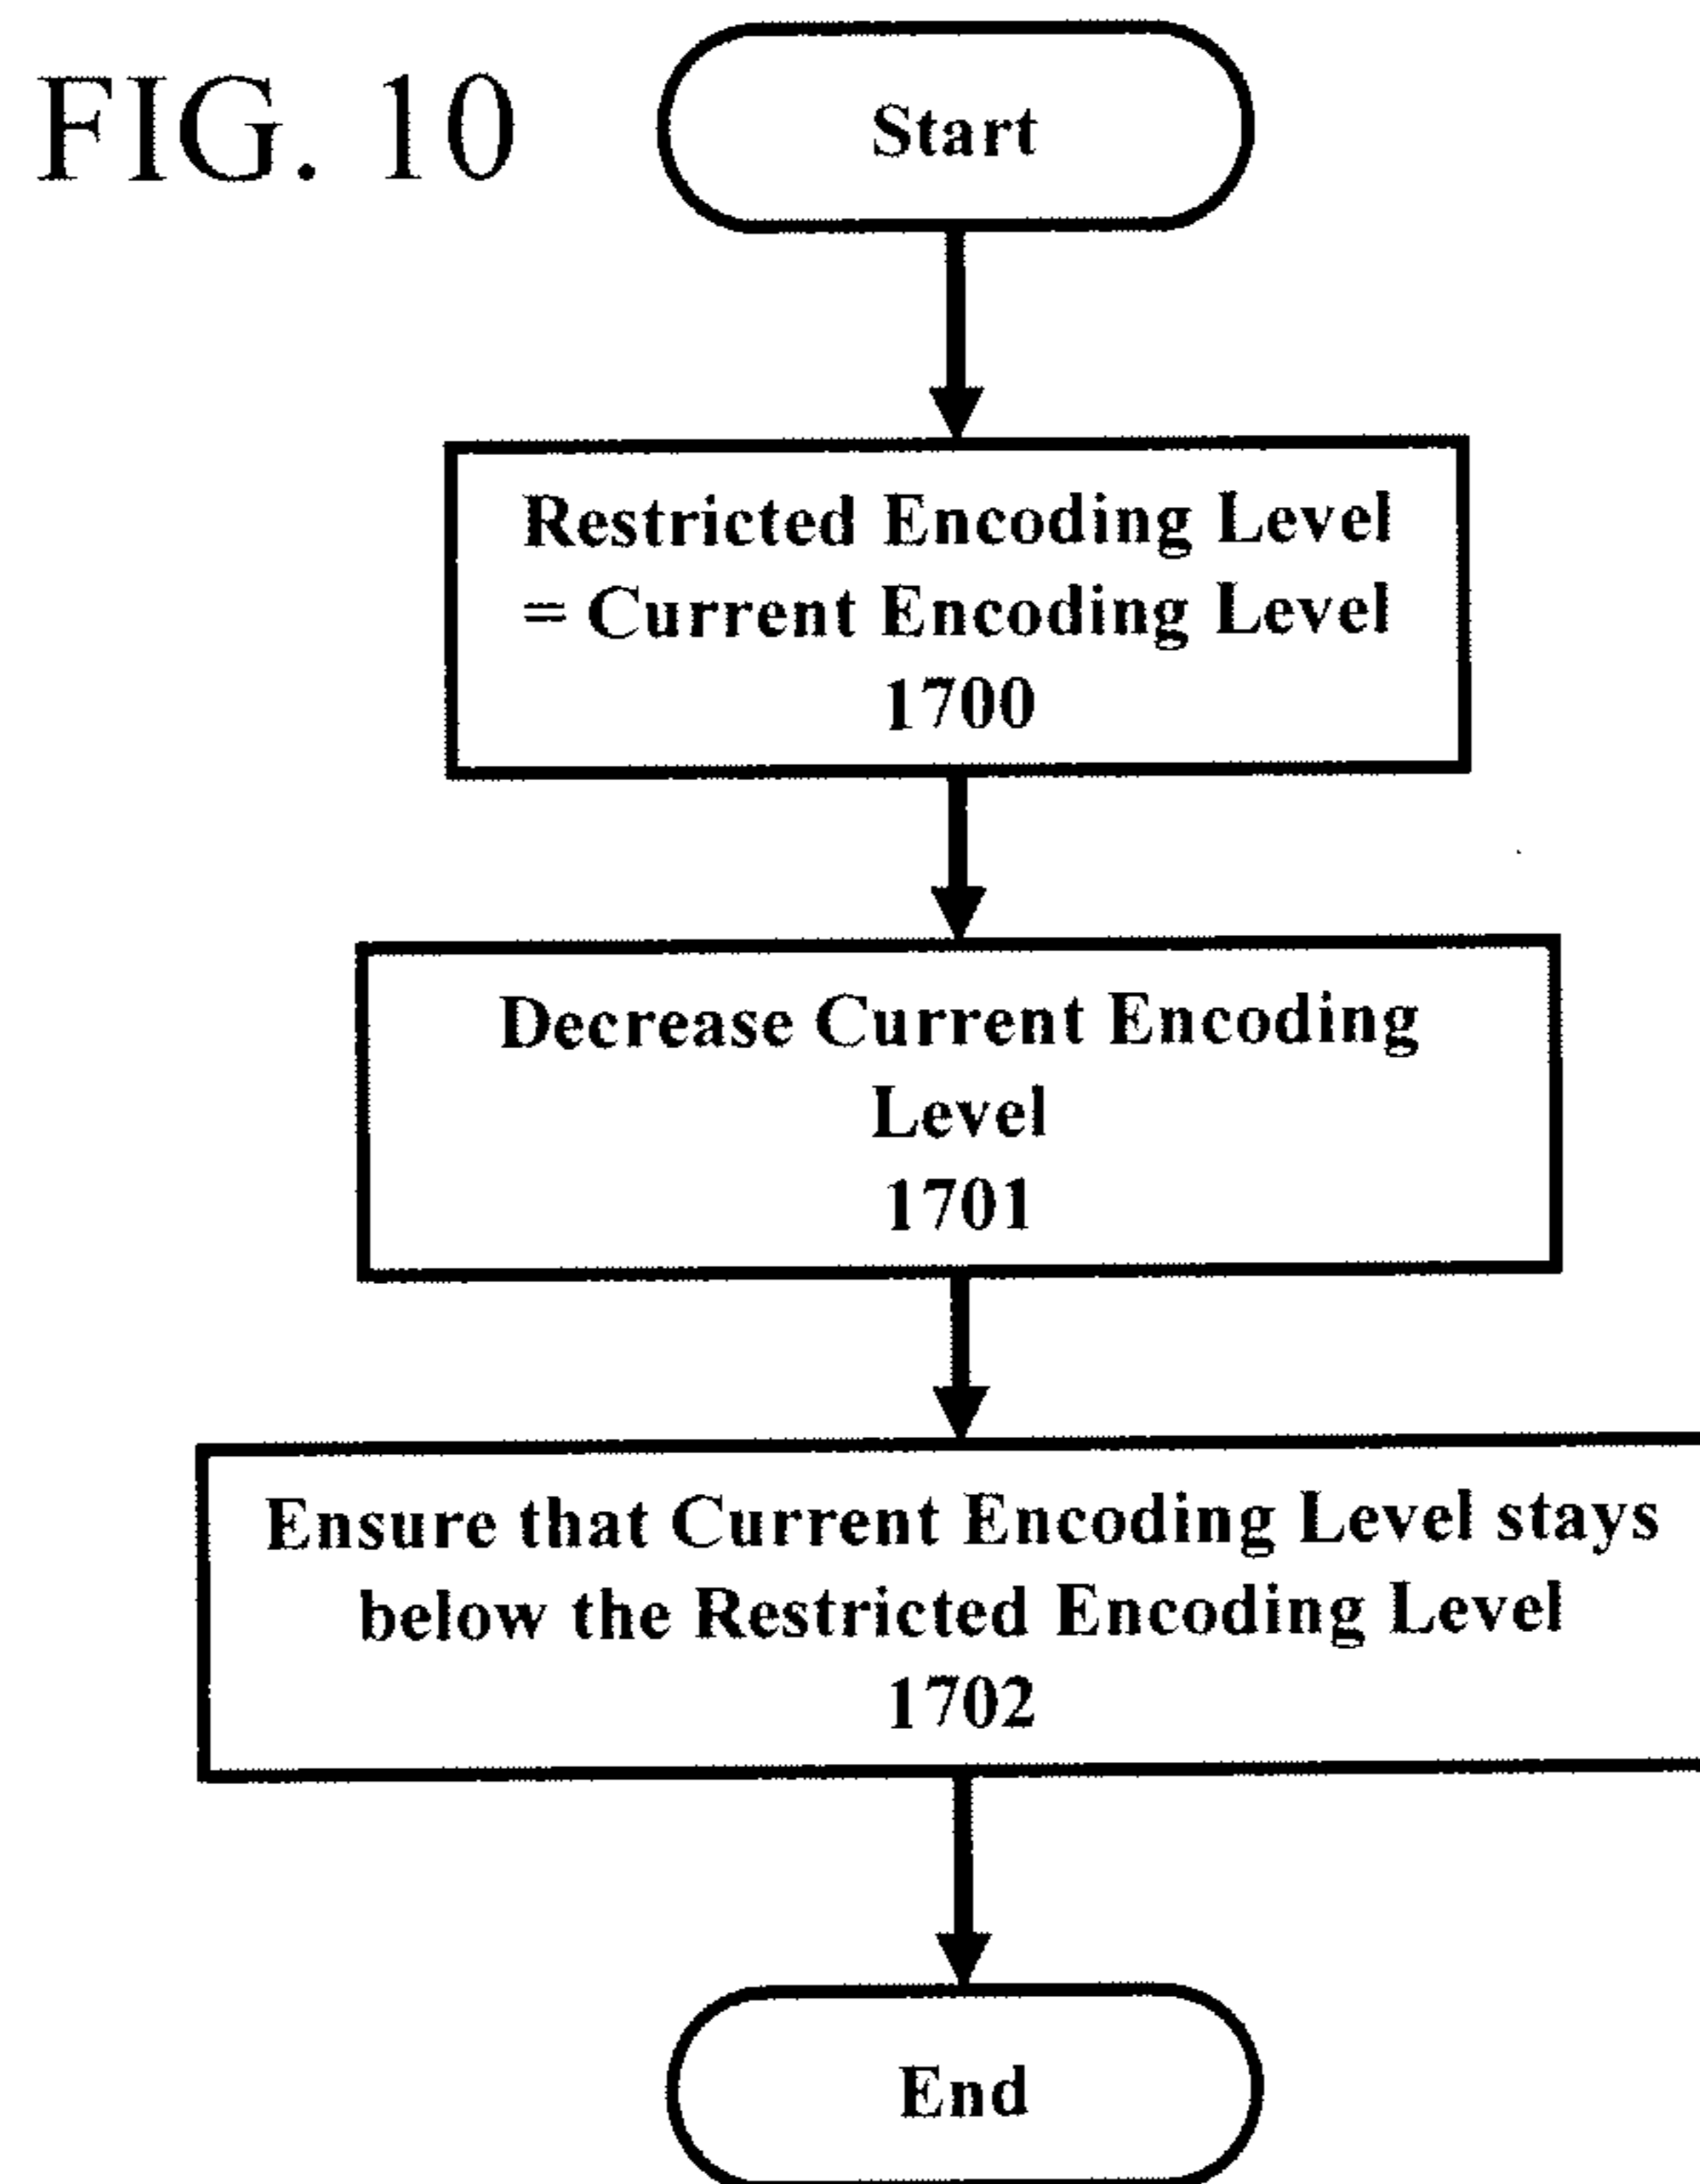 FIG. 10
Start
Restricted Encoding Level
= Current Encoding Level
1700
Decrease Current Encoding
Level
1701
Ensure that Current Encoding Level stays
below the Restricted Encoding Level
1702
End